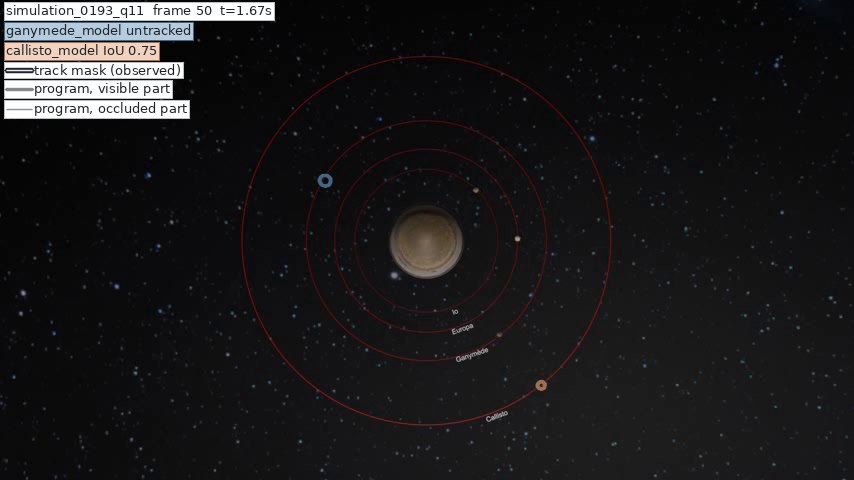 simulation_0193_q11 frame 50 t=1.67s
ganymede_model untracked
callisto_model IoU 0.75
track mask (observed)
program, visible part
program, occluded part
Io
Europa
Ganymède
Callisto